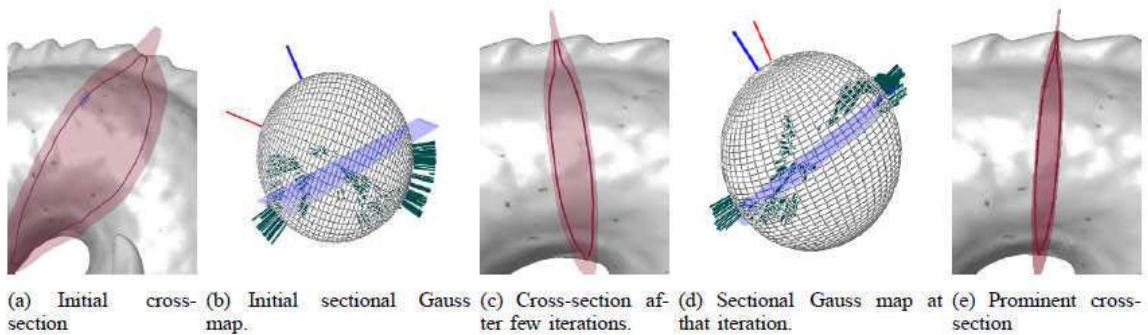 (a) Initial cross-
section
(b) Initial sectional Gauss
map.
(c) Cross-section af-
ter few iterations.
(d) Sectional Gauss map at
that iteration.
(e) Prominent cross-
section